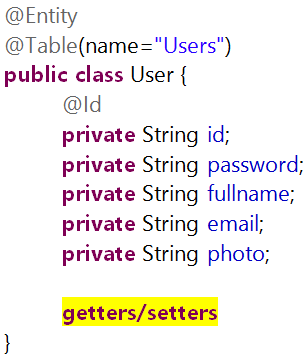 @Entity
@Table(name="Users")
public class User {
@Id
private String id;
private String password;
private String fullname;
private String email;
private String photo;
getters/setters
}